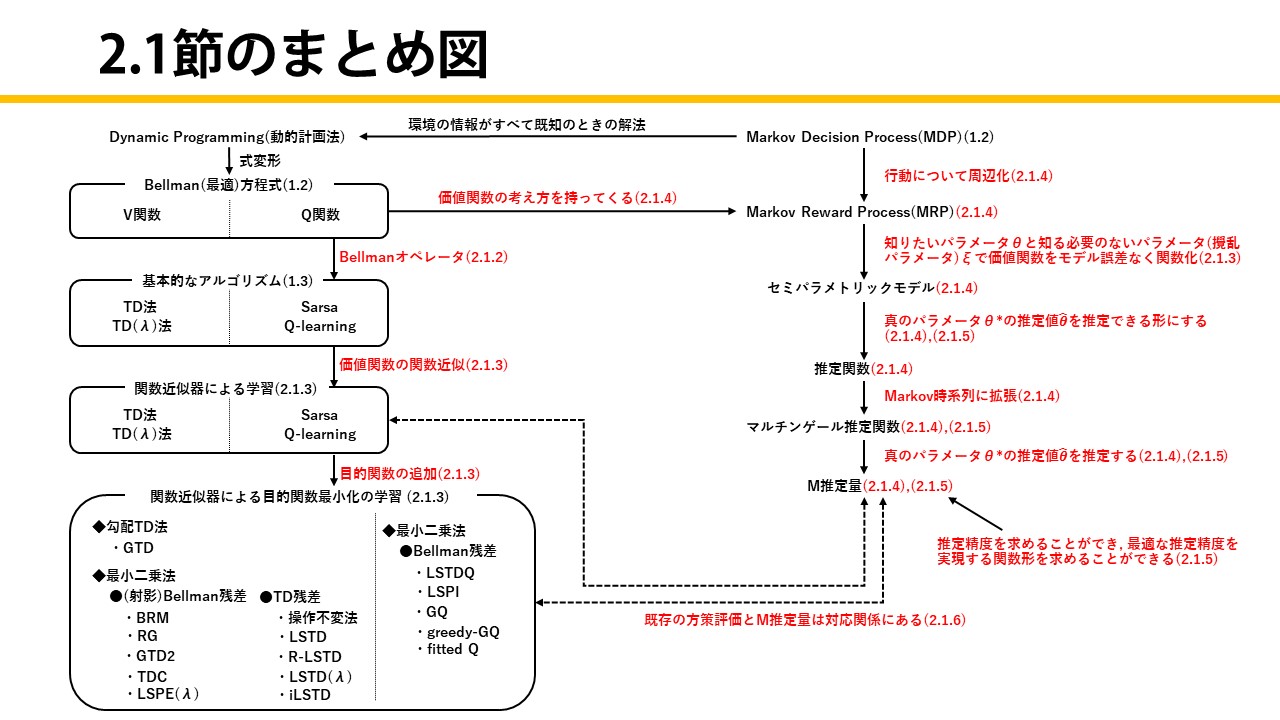 2.1節のまとめ図
Dynamic Programming(動的計画法)
環境の情報がすべて既知のときの解法
Markov Decision Process(MDP)(1.2)
式変形
行動について周辺化(2.1.4)
Bellman(最適)方程式(1.2)
V関数
Q関数
価値関数の考え方を持ってくる(2.1.4)
Markov Reward Process(MRP)(2.1.4)
Bellmanオペレータ(2.1.2)
知りたいパラメータθと知る必要のないパラメータ(攪乱
パラメータ)ξで価値関数をモデル誤差なく関数化(2.1.3)
基本的なアルゴリズム(1.3)
TD法
TD(λ)法
Sarsa
Q-learning
セミパラメトリックモデル(2.1.4)
真のパラメータθ*の推定値θ̂を推定できる形にする
(2.1.4),(2.1.5)
価値関数の関数近似(2.1.3)
推定関数(2.1.4)
関数近似器による学習(2.1.3)
TD法
TD(λ)法
Sarsa
Q-learning
Markov時系列に拡張(2.1.4)
マルチンゲール推定関数(2.1.4),(2.1.5)
真のパラメータθ*の推定値θ̂を推定する(2.1.4),(2.1.5)
目的関数の追加(2.1.3)
M推定量(2.1.4),(2.1.5)
関数近似器による目的関数最小化の学習 (2.1.3)
◆勾配TD法
・GTD
◆最小二乗法
●(射影)Bellman残差
・BRM
・RG
・GTD2
・TDC
・LSPE(λ)
●TD残差
・操作不変法
・LSTD
・R-LSTD
・LSTD(λ)
・iLSTD
◆最小二乗法
●Bellman残差
・LSTDQ
・LSPI
・GQ
・greedy-GQ
・fitted Q
推定精度を求めることができ, 最適な推定精度を
実現する関数形を求めることができる(2.1.5)
既存の方策評価とM推定量は対応関係にある(2.1.6)